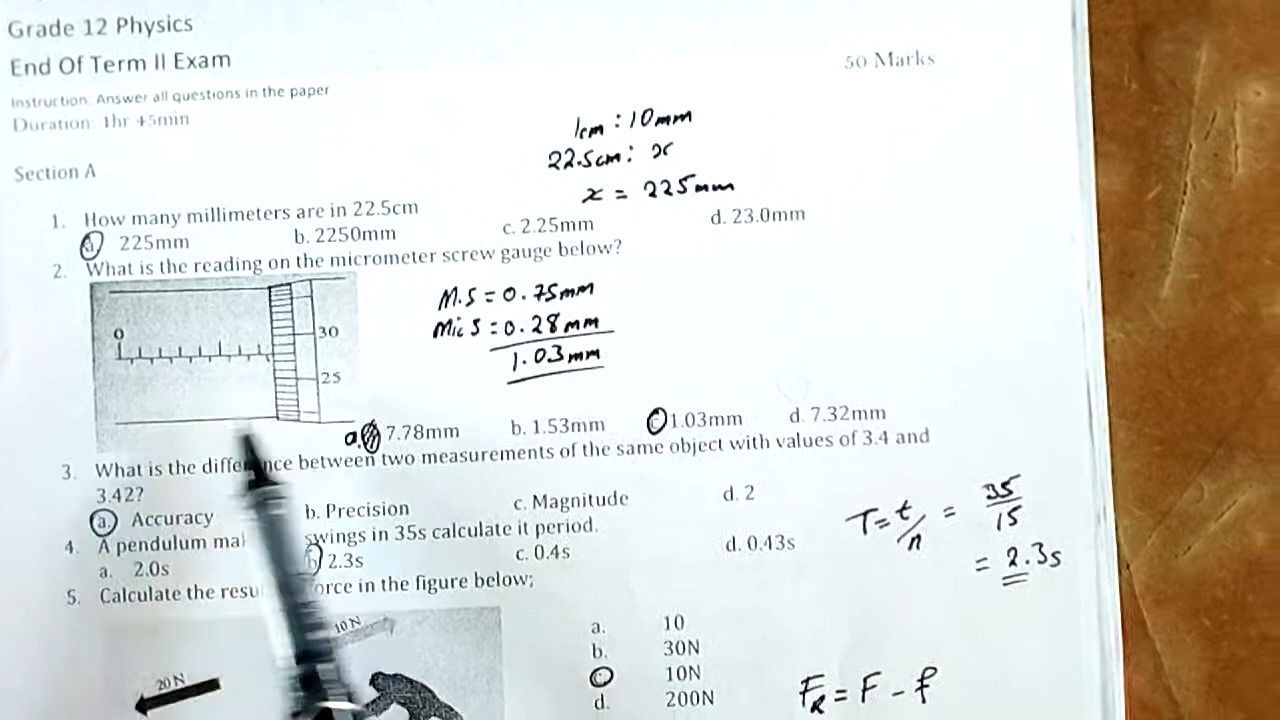 Grade 12 Physics
End Of Term II Exam
50 Marks
Instruction: Answer all questions in the paper
Duration: 1hr 45min
1cm : 10mm
22.5cm : x
x = 225mm
Section A
1. How many millimeters are in 22.5cm
a. 225mm b. 2250mm c. 2.25mm d. 23.0mm
2. What is the reading on the micrometer screw gauge below?
0
30
25
M.S = 0.75mm
Mic S = 0.28mm
1.03mm
a. 7.78mm b. 1.53mm c. 1.03mm d. 7.32mm
3. What is the difference between two measurements of the same object with values of 3.4 and
3.42?
a. Accuracy b. Precision c. Magnitude d. 2
4. A pendulum swings in 35s calculate it period.
a. 2.0s b. 2.3s c. 0.4s d. 0.43s
T = t/n = 35/15
= 2.3s
5. Calculate the force in the figure below;
10 N
20 N
a. 10
b. 30N
c. 10N
d. 200N
FR = F - f